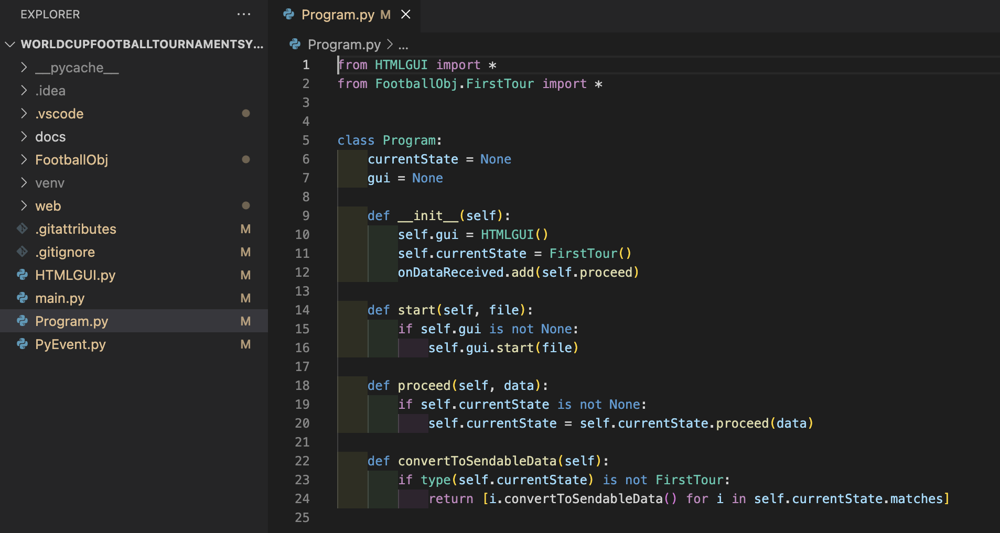 EXPLORER
WORLDCUPFOOTBALLTOURNAMENTSY...
__pycache__
.idea
.vscode
docs
FootballObj
venv
web
.gitattributes M
.gitignore M
HTMLGUI.py M
main.py M
Program.py M
PyEvent.py M
Program.py M
Program.py > ...
1 from HTMLGUI import *
2 from FootballObj.FirstTour import *
3
4
5 class Program:
6     currentState = None
7     gui = None
8
9     def __init__(self):
10         self.gui = HTMLGUI()
11         self.currentState = FirstTour()
12         onDataReceived.add(self.proceed)
13
14     def start(self, file):
15         if self.gui is not None:
16             self.gui.start(file)
17
18     def proceed(self, data):
19         if self.currentState is not None:
20             self.currentState = self.currentState.proceed(data)
21
22     def convertToSendableData(self):
23         if type(self.currentState) is not FirstTour:
24             return [i.convertToSendableData() for i in self.currentState.matches]
25